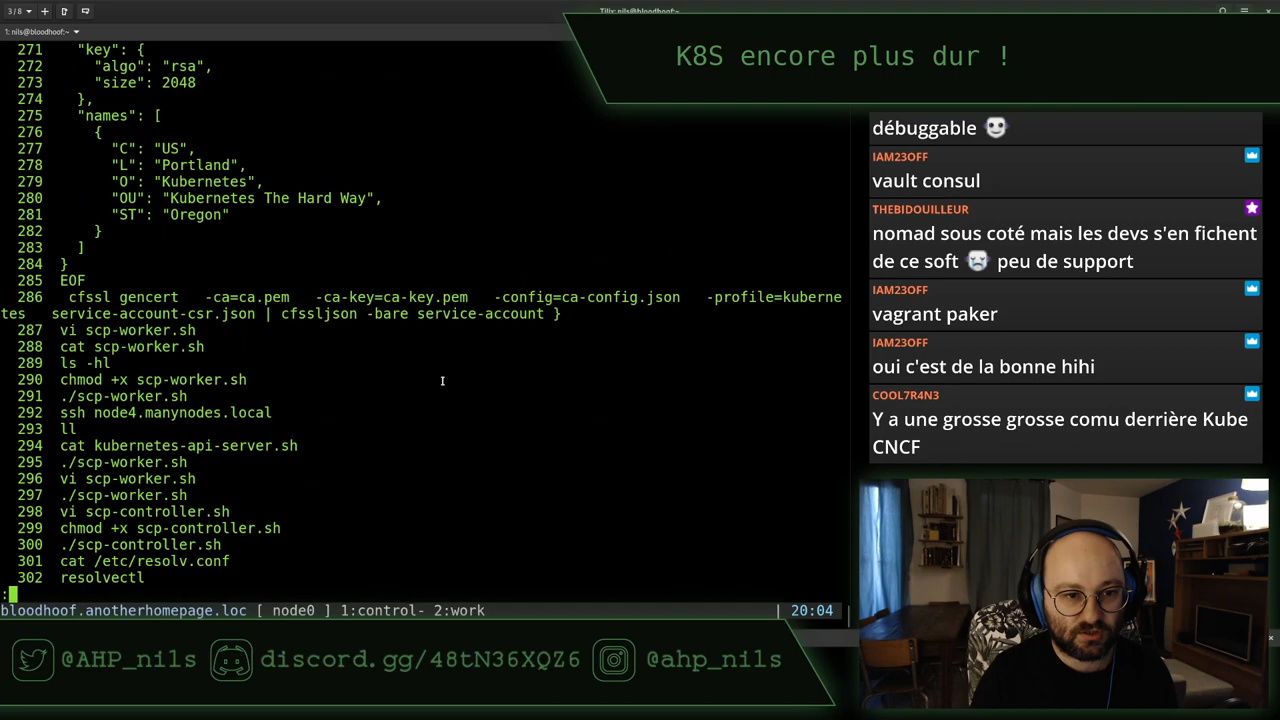 3/8
Tilix: nils@bloodhoof:~
1: nils@bloodhoof:~
K8S encore plus dur !
271 "key": {
272 "algo": "rsa",
273 "size": 2048
274 },
275 "names": [
276 {
277 "C": "US",
278 "L": "Portland",
279 "O": "Kubernetes",
280 "OU": "Kubernetes The Hard Way",
281 "ST": "Oregon"
282 }
283 ]
284 }
285 EOF
286 cfssl gencert -ca=ca.pem -ca-key=ca-key.pem -config=ca-config.json -profile=kuberne
tes service-account-csr.json | cfssljson -bare service-account }
287 vi scp-worker.sh
288 cat scp-worker.sh
289 ls -hl
290 chmod +x scp-worker.sh
291 ./scp-worker.sh
292 ssh node4.manynodes.local
293 ll
294 cat kubernetes-api-server.sh
295 ./scp-worker.sh
296 vi scp-worker.sh
297 ./scp-worker.sh
298 vi scp-controller.sh
299 chmod +x scp-controller.sh
300 ./scp-controller.sh
301 cat /etc/resolv.conf
302 resolvectl
:
bloodhoof.anotherhomepage.loc [ node0 ] 1:control- 2:work | 20:04
débuggable
IAM23OFF
vault consul
THEBIDOUILLEUR
nomad sous coté mais les devs s'en fichent
de ce soft peu de support
IAM23OFF
vagrant paker
IAM23OFF
oui c'est de la bonne hihi
COOL7R4N3
Y a une grosse grosse comu derrière Kube
CNCF
@AHP_nils discord.gg/48tN36XQZ6 @ahp_nils